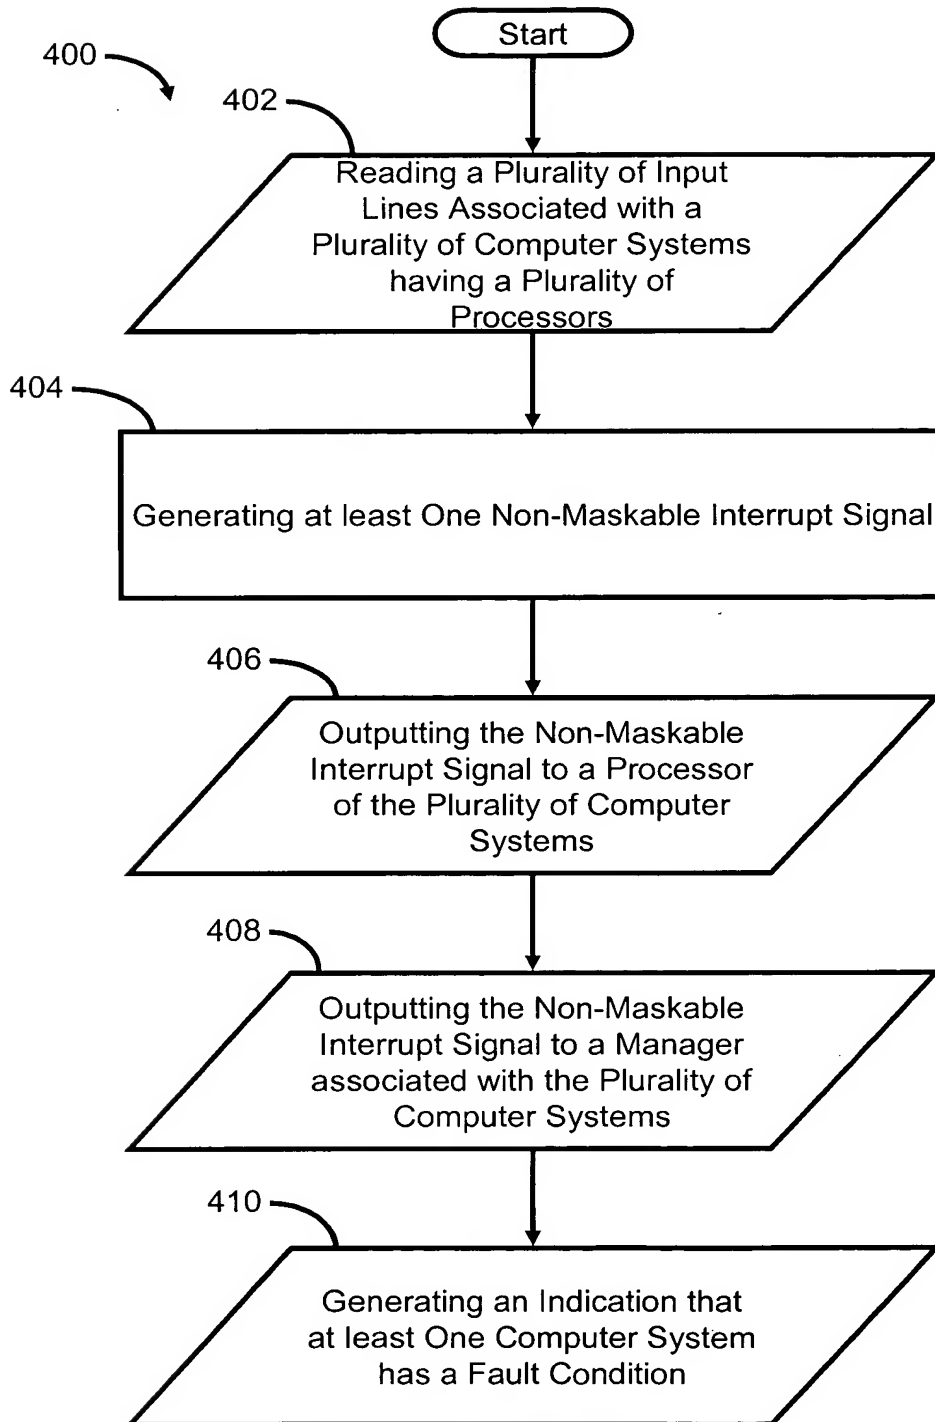 Start
400
402
Reading a Plurality of Input
Lines Associated with a
Plurality of Computer Systems
having a Plurality of
Processors
404
Generating at least One Non-Maskable Interrupt Signal
406
Outputting the Non-Maskable
Interrupt Signal to a Processor
of the Plurality of Computer
Systems
408
Outputting the Non-Maskable
Interrupt Signal to a Manager
associated with the Plurality of
Computer Systems
410
Generating an Indication that
at least One Computer System
has a Fault Condition